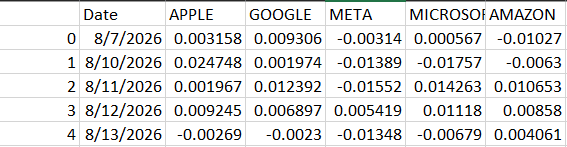 Date APPLE GOOGLE META MICROSOF AMAZON
0 8/7/2026 0.003158 0.009306 -0.00314 0.000567 -0.01027
1 8/10/2026 0.024748 0.001974 -0.01389 -0.01757 -0.0063
2 8/11/2026 0.001967 0.012392 -0.01552 0.014263 0.010653
3 8/12/2026 0.009245 0.006897 0.005419 0.01118 0.00858
4 8/13/2026 -0.00269 -0.0023 -0.01348 -0.00679 0.004061